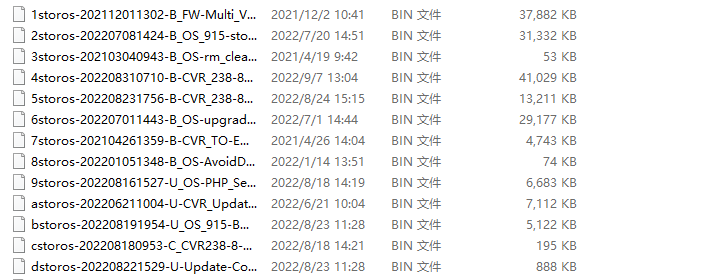 1storos-202112011302-B_FW-Multi_V... 2021/12/2 10:41 BIN 文件 37,882 KB
2storos-202207081424-B_OS_915-sto... 2022/7/20 14:51 BIN 文件 31,332 KB
3storos-202103040943-B_OS-rm_clea... 2021/4/19 9:42 BIN 文件 53 KB
4storos-202208310710-B-CVR_238-8... 2022/9/7 13:04 BIN 文件 41,029 KB
5storos-202208231756-B-CVR_238-8... 2022/8/24 15:15 BIN 文件 13,211 KB
6storos-202207011443-B_OS-upgrad... 2022/7/1 14:44 BIN 文件 29,177 KB
7storos-202104261359-B-CVR_TO-E... 2021/4/26 14:04 BIN 文件 4,743 KB
8storos-202201051348-B_OS-AvoidD... 2022/1/14 13:51 BIN 文件 74 KB
9storos-202208161527-U_OS-PHP_Se... 2022/8/18 14:19 BIN 文件 6,683 KB
astoros-202206211004-U-CVR_Updat... 2022/6/21 10:04 BIN 文件 7,112 KB
bstoros-202208191954-U_OS_915-B... 2022/8/23 11:28 BIN 文件 5,122 KB
cstoros-202208180953-C_CVR238-8-... 2022/8/18 14:21 BIN 文件 195 KB
dstoros-202208221529-U-Update-Co... 2022/8/23 11:28 BIN 文件 888 KB